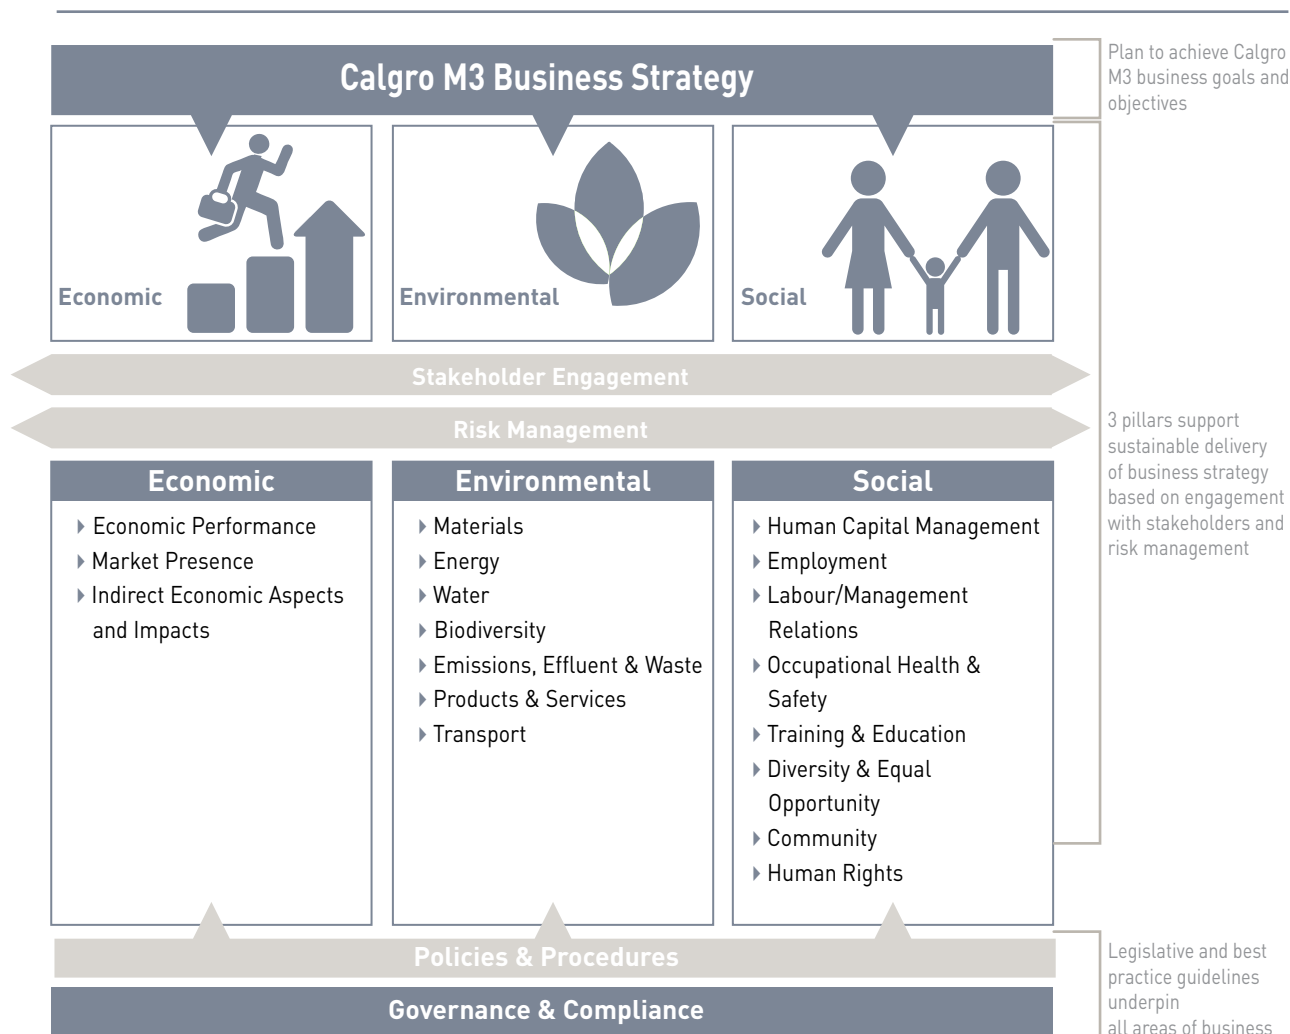 Calgro M3 Business Strategy
Plan to achieve Calgro
M3 business goals and
objectives
Economic
Environmental
Social
Stakeholder Engagement
Risk Management
3 pillars support
sustainable delivery
of business strategy
based on engagement
with stakeholders and
risk management
Economic
Economic Performance
Market Presence
Indirect Economic Aspects
and Impacts
Environmental
Materials
Energy
Water
Biodiversity
Emissions, Effluent & Waste
Products & Services
Transport
Social
Human Capital Management
Employment
Labour/Management
Relations
Occupational Health &
Safety
Training & Education
Diversity & Equal
Opportunity
Community
Human Rights
Policies & Procedures
Governance & Compliance
Legislative and best
practice guidelines
underpin
all areas of business